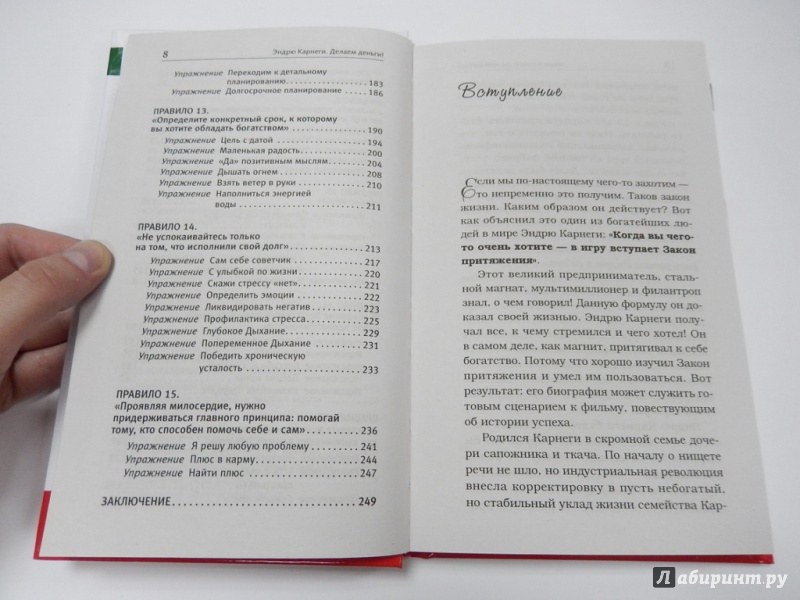 8 Эндрю Карнеги. Делаем деньги!
Упражнение Переходим к детальному
планированию............................183
Упражнение Долгосрочное планирование ....186
ПРАВИЛО 13.
«Определите конкретный срок, к которому
вы хотите обладать богатством»................190
Упражнение Цель с датой.......................194
Упражнение Маленькая радость..............200
Упражнение «Да» позитивным мыслям.......204
Упражнение Дышать огнем.....................208
Упражнение Взять ветер в руки................210
Упражнение Наполниться энергией
воды.......................................211
ПРАВИЛО 14.
«Не успокаивайтесь только
на том, что исполнили свой долг»...............213
Упражнение Сам себе советчик................217
Упражнение С улыбкой по жизни..............220
Упражнение Скажи стрессу «нет».............221
Упражнение Определить эмоции..............222
Упражнение Ликвидировать негатив..........223
Упражнение Профилактика стресса...........225
Упражнение Глубокое Дыхание................229
Упражнение Попеременное Дыхание.........231
Упражнение Победить хроническую
усталость................................233
ПРАВИЛО 15.
«Проявляя милосердие, нужно
придерживаться главного принципа: помогай
тому, кто способен помочь себе и сам»..........236
Упражнение Я решу любую проблему.........241
Упражнение Плюс в карму.....................244
Упражнение Найти плюс.......................247
ЗАКЛЮЧЕНИЕ......................................249
Вступление
Если мы по-настоящему чего-то захотим —
это непременно это получим. Таков закон
жизни. Каким образом он действует? Вот
как объяснил это один из богатейших лю-
дей в мире Эндрю Карнеги: «Когда вы чего-
то очень хотите — в игру вступает Закон
притяжения».
Этот великий предприниматель, сталь-
ной магнат, мультимиллионер и филантроп
знал, о чем говорил! Данную формулу он до-
казал своей жизнью. Эндрю Карнеги полу-
чал все, к чему стремился и чего хотел! Он
в самом деле, как магнит, притягивал к себе
богатство. Потому что хорошо изучил Закон
притяжения и умел им пользоваться. Вот
результат: его биография может служить го-
товым сценарием к фильму, повествующим
об истории успеха.
Родился Карнеги в скромной семье доче-
ри сапожника и ткача. По началу о нищете
речи не шло, но индустриальная революция
внесла корректировку в пусть небогатый,
но стабильный уклад жизни семейства Кар-
Лабиринт.ру